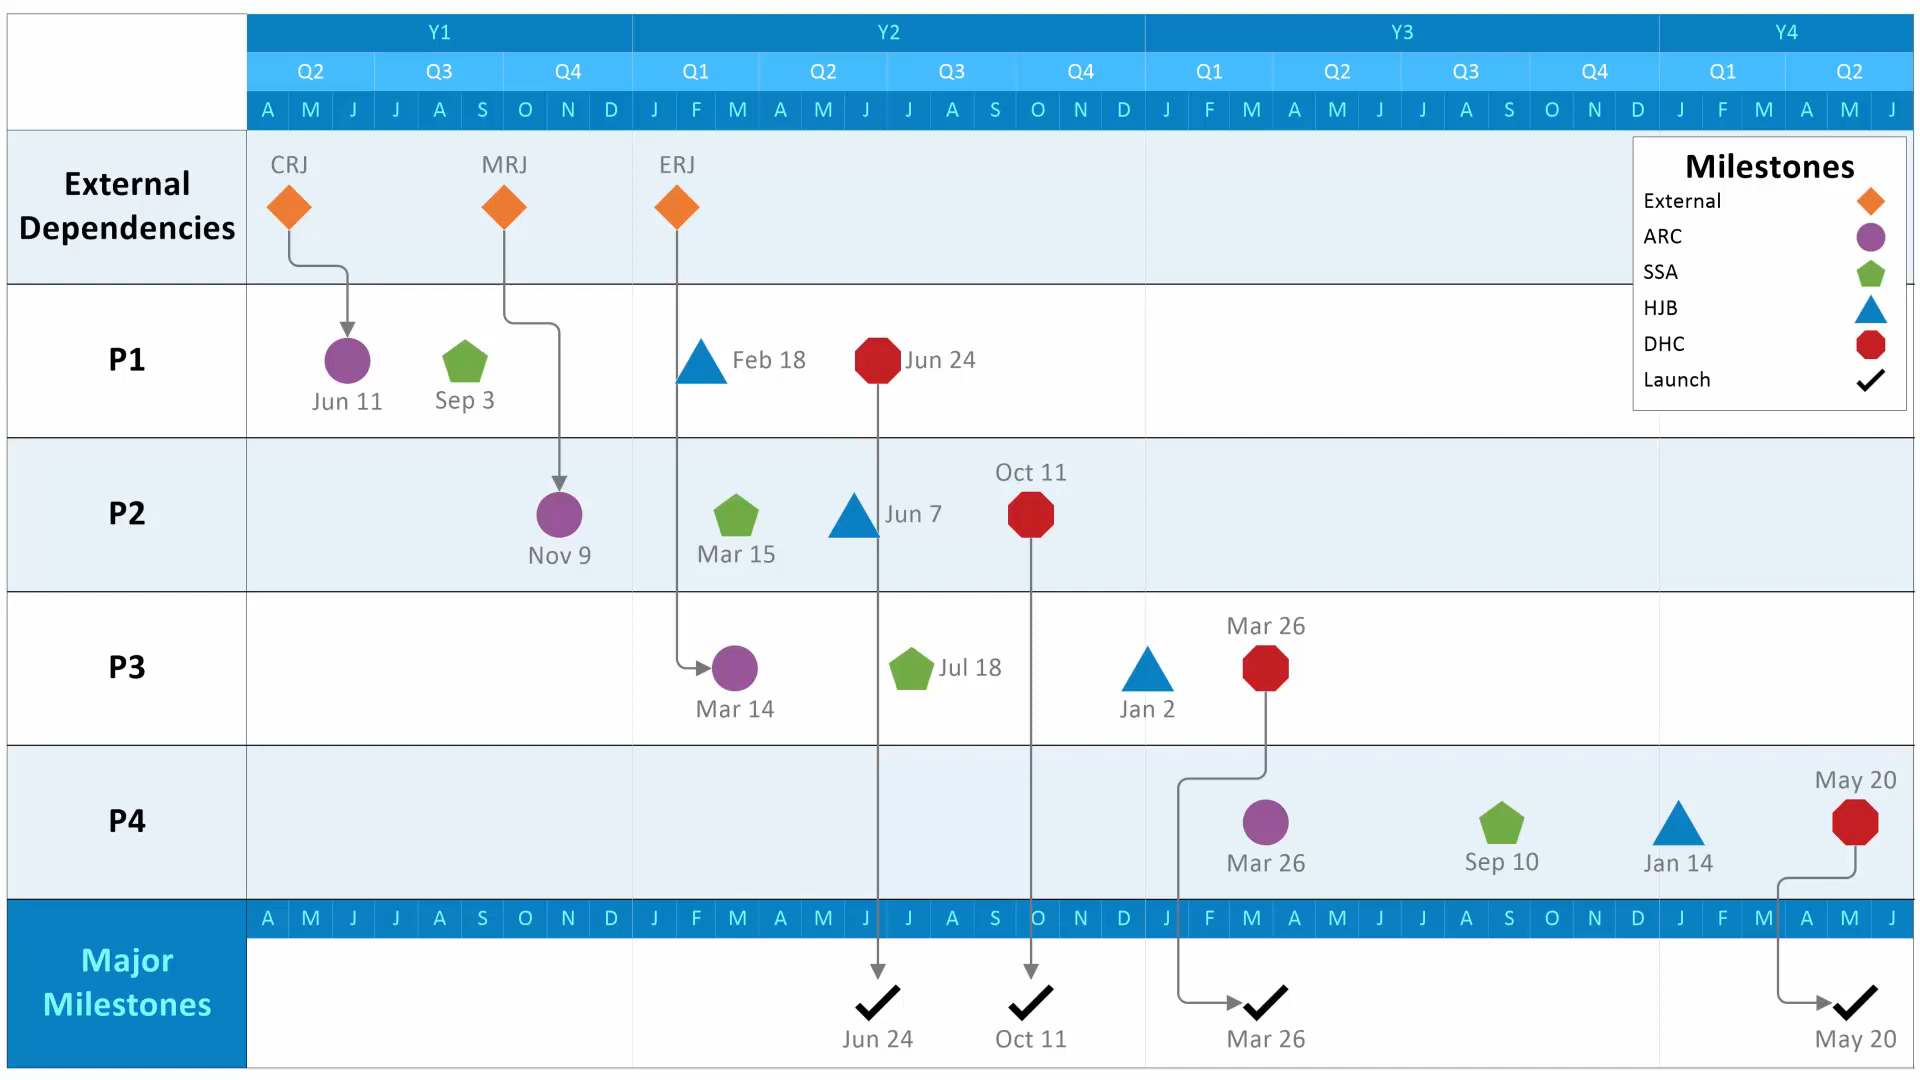 Y1 Y2 Y3 Y4
Q2 Q3 Q4 Q1 Q2 Q3 Q4 Q1 Q2 Q3 Q4 Q1 Q2
A M J J A S O N D J F M A M J J A S O N D J F M A M J J A S O N D J F M A M J
External
Dependencies
CRJ MRJ ERJ
Milestones
External
ARC
SSA
HJB
DHC
Launch
P1
Feb 18 Jun 24
Jun 11 Sep 3
P2
Oct 11
Jun 7
Nov 9 Mar 15
P3
Mar 26
Jul 18
Mar 14 Jan 2
P4
May 20
Mar 26 Sep 10 Jan 14
A M J J A S O N D J F M A M J J A S O N D J F M A M J J A S O N D J F M A M J
Major
Milestones
Jun 24 Oct 11 Mar 26 May 20